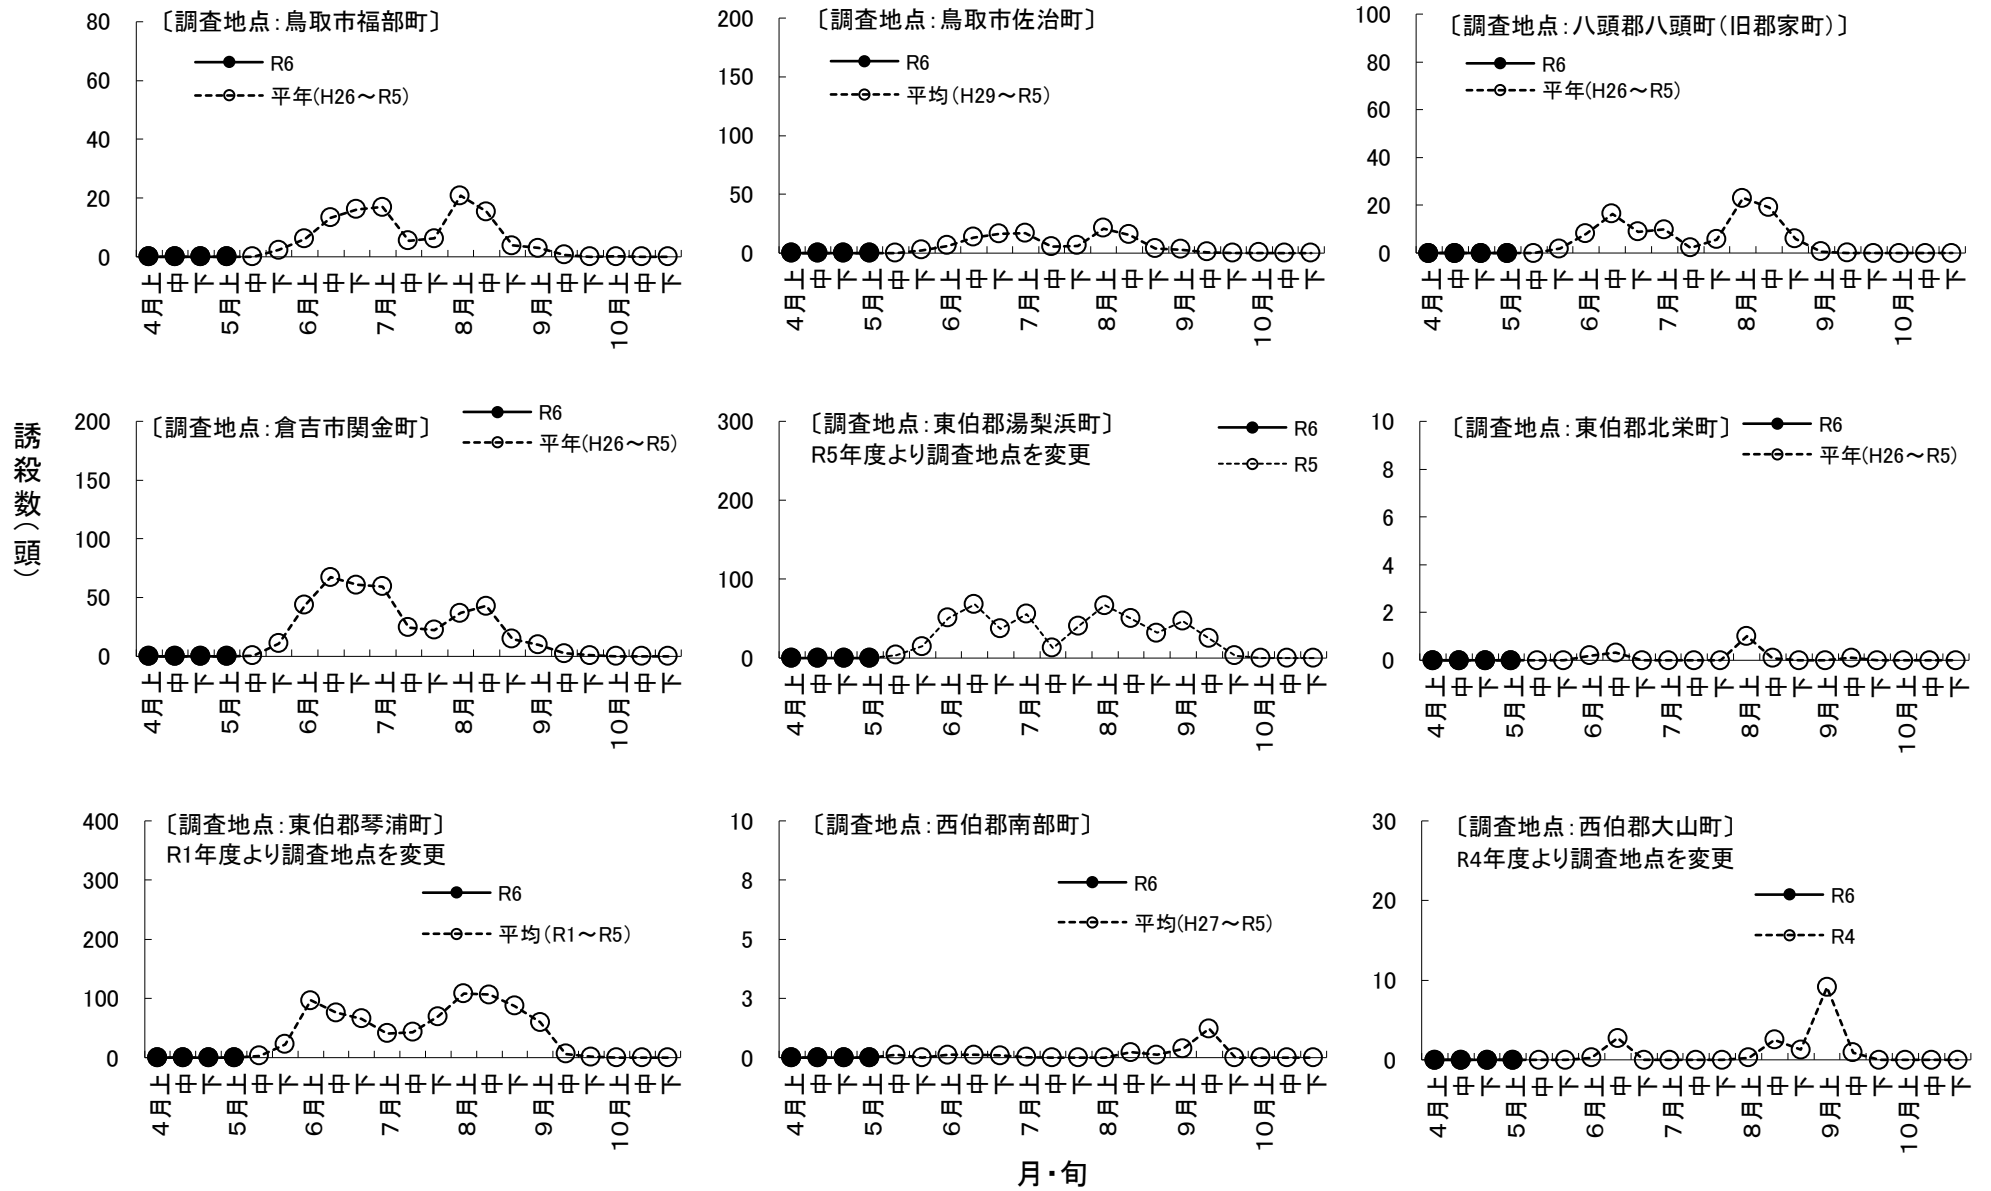 誘殺数(頭)
〔調査地点：鳥取市福部町〕
R6
平年(H26～R5)
80
60
40
20
0
上 中 下 上 中 下 上 中 下 上 中 下 上 中 下 上 中 下 上 中 下
4月 5月 6月 7月 8月 9月 10月
〔調査地点：鳥取市佐治町〕
R6
平均(H29～R5)
200
150
100
50
0
上 中 下 上 中 下 上 中 下 上 中 下 上 中 下 上 中 下 上 中 下
4月 5月 6月 7月 8月 9月 10月
〔調査地点：八頭郡八頭町(旧郡家町)〕
R6
平年(H26～R5)
100
80
60
40
20
0
上 中 下 上 中 下 上 中 下 上 中 下 上 中 下 上 中 下 上 中 下
4月 5月 6月 7月 8月 9月 10月
〔調査地点：倉吉市関金町〕
R6
平年(H26～R5)
200
150
100
50
0
上 中 下 上 中 下 上 中 下 上 中 下 上 中 下 上 中 下 上 中 下
4月 5月 6月 7月 8月 9月 10月
〔調査地点：東伯郡湯梨浜町〕
R5年度より調査地点を変更
R6
R5
300
200
100
0
上 中 下 上 中 下 上 中 下 上 中 下 上 中 下 上 中 下 上 中 下
4月 5月 6月 7月 8月 9月 10月
〔調査地点：東伯郡北栄町〕
R6
平年(H26～R5)
10
8
6
4
2
0
上 中 下 上 中 下 上 中 下 上 中 下 上 中 下 上 中 下 上 中 下
4月 5月 6月 7月 8月 9月 10月
〔調査地点：東伯郡琴浦町〕
R1年度より調査地点を変更
R6
平均(R1～R5)
400
300
200
100
0
上 中 下 上 中 下 上 中 下 上 中 下 上 中 下 上 中 下 上 中 下
4月 5月 6月 7月 8月 9月 10月
〔調査地点：西伯郡南部町〕
R6
平均(H27～R5)
10
8
5
3
0
上 中 下 上 中 下 上 中 下 上 中 下 上 中 下 上 中 下 上 中 下
4月 5月 6月 7月 8月 9月 10月
〔調査地点：西伯郡大山町〕
R4年度より調査地点を変更
R6
R4
30
20
10
0
上 中 下 上 中 下 上 中 下 上 中 下 上 中 下 上 中 下 上 中 下
4月 5月 6月 7月 8月 9月 10月
月・旬